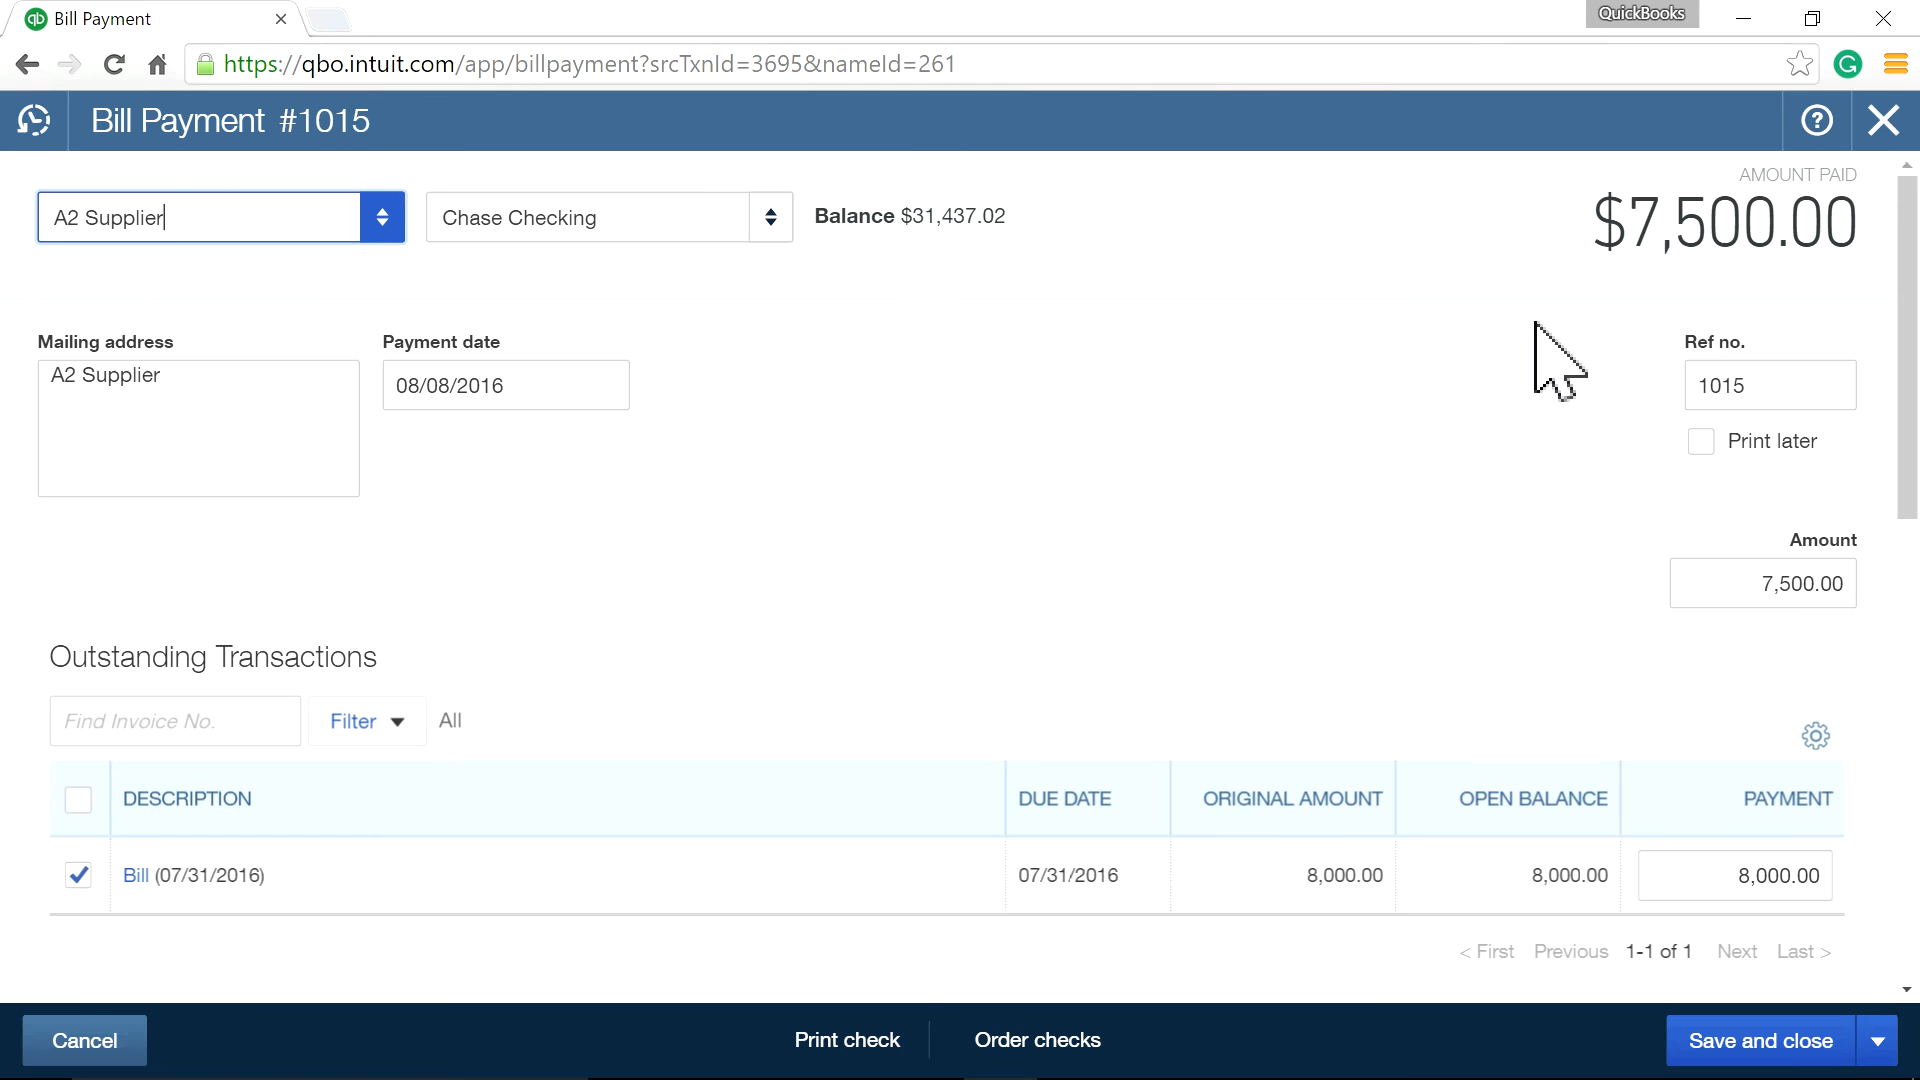 Bill Payment
QuickBooks
https://qbo.intuit.com/app/billpayment?srcTxnId=3695&nameId=261
Bill Payment #1015
AMOUNT PAID
$7,500.00
A2 Supplier
Chase Checking
Balance $31,437.02
Mailing address
Payment date
Ref no.
A2 Supplier
08/08/2016
1015
Print later
Amount
7,500.00
Outstanding Transactions
Find Invoice No.
Filter
All
DESCRIPTION DUE DATE ORIGINAL AMOUNT OPEN BALANCE PAYMENT
Bill (07/31/2016) 07/31/2016 8,000.00 8,000.00 8,000.00
< First Previous 1-1 of 1 Next Last >
Cancel
Print check
Order checks
Save and close